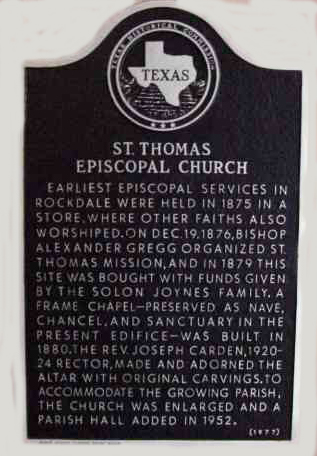 TEXAS HISTORICAL COMMISSION
TEXAS
ST. THOMAS
EPISCOPAL CHURCH
EARLIEST EPISCOPAL SERVICES IN
ROCKDALE WERE HELD IN 1875 IN A
STORE, WHERE OTHER FAITHS ALSO
WORSHIPED. ON DEC. 19, 1876, BISHOP
ALEXANDER GREGG ORGANIZED ST.
THOMAS MISSION, AND IN 1879 THIS
SITE WAS BOUGHT WITH FUNDS GIVEN
BY THE SOLON JOYNES FAMILY. A
FRAME CHAPEL—PRESERVED AS NAVE,
CHANCEL, AND SANCTUARY IN THE
PRESENT EDIFICE—WAS BUILT IN
1880. THE REV. JOSEPH CARDEN, 1920-
24 RECTOR, MADE AND ADORNED THE
ALTAR WITH ORIGINAL CARVINGS. TO
ACCOMMODATE THE GROWING PARISH,
THE CHURCH WAS ENLARGED AND A
PARISH HALL ADDED IN 1952.
(1977)